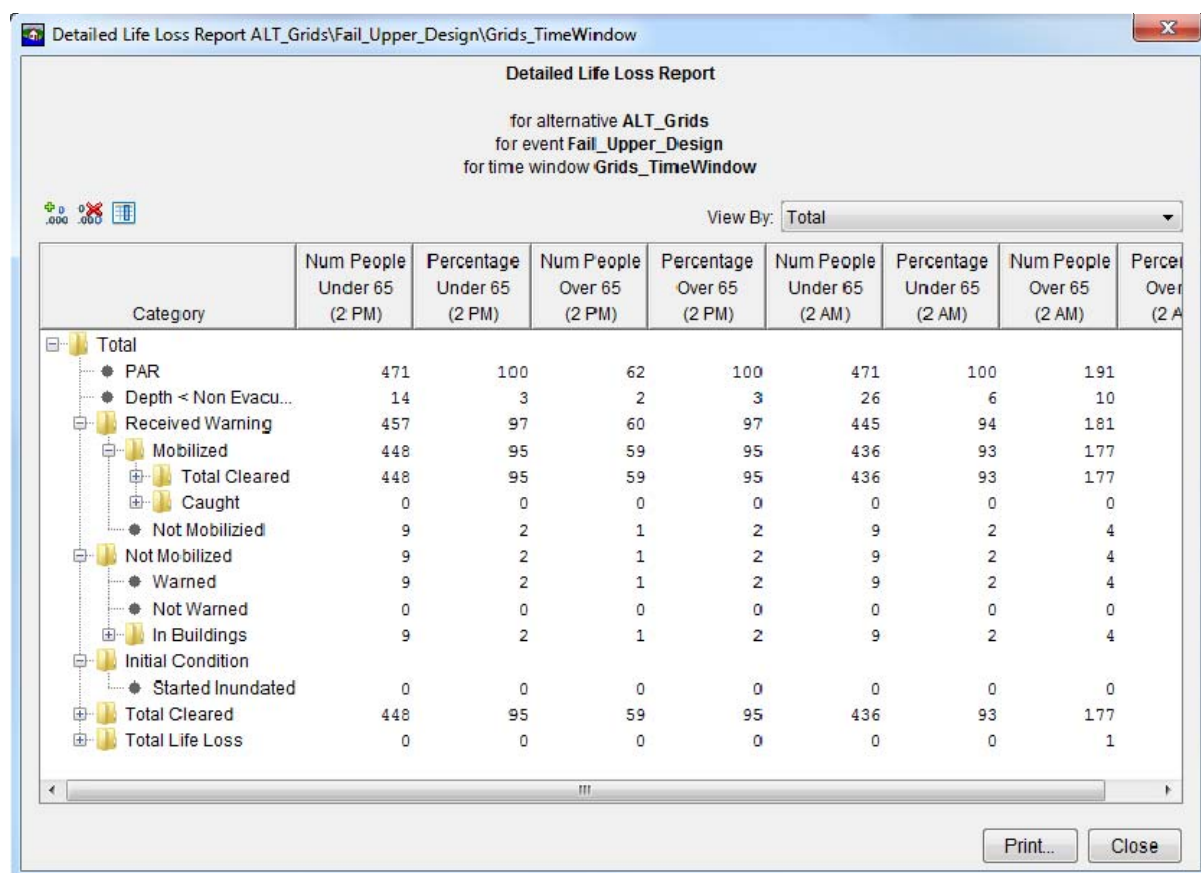 Detailed Life Loss Report ALT_Grids\Fail_Upper_Design\Grids_TimeWindow
x
Detailed Life Loss Report
for alternative ALT_Grids
for event Fail_Upper_Design
for time window Grids_TimeWindow
View By: Total
Category Num People Under 65 (2 PM) Percentage Under 65 (2 PM) Num People Over 65 (2 PM) Percentage Over 65 (2 PM) Num People Under 65 (2 AM) Percentage Under 65 (2 AM) Num People Over 65 (2 AM) Percer Over (2 A
Total
PAR 471 100 62 100 471 100 191
Depth < Non Evacu... 14 3 2 3 26 6 10
Received Warning 457 97 60 97 445 94 181
Mobilized 448 95 59 95 436 93 177
Total Cleared 448 95 59 95 436 93 177
Caught 0 0 0 0 0 0 0
Not Mobilizied 9 2 1 2 9 2 4
Not Mobilized 9 2 1 2 9 2 4
Warned 9 2 1 2 9 2 4
Not Warned 0 0 0 0 0 0 0
In Buildings 9 2 1 2 9 2 4
Initial Condition
Started Inundated 0 0 0 0 0 0 0
Total Cleared 448 95 59 95 436 93 177
Total Life Loss 0 0 0 0 0 0 1
Print... Close